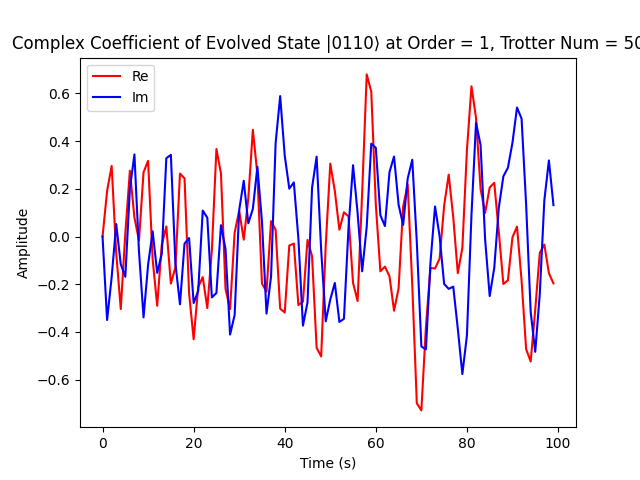 Complex Coefficient of Evolved State |0110⟩ at Order = 1, Trotter Num = 50
Re
Im
0.6
0.4
0.2
0.0
−0.2
−0.4
−0.6
Amplitude
0 20 40 60 80 100
Time (s)